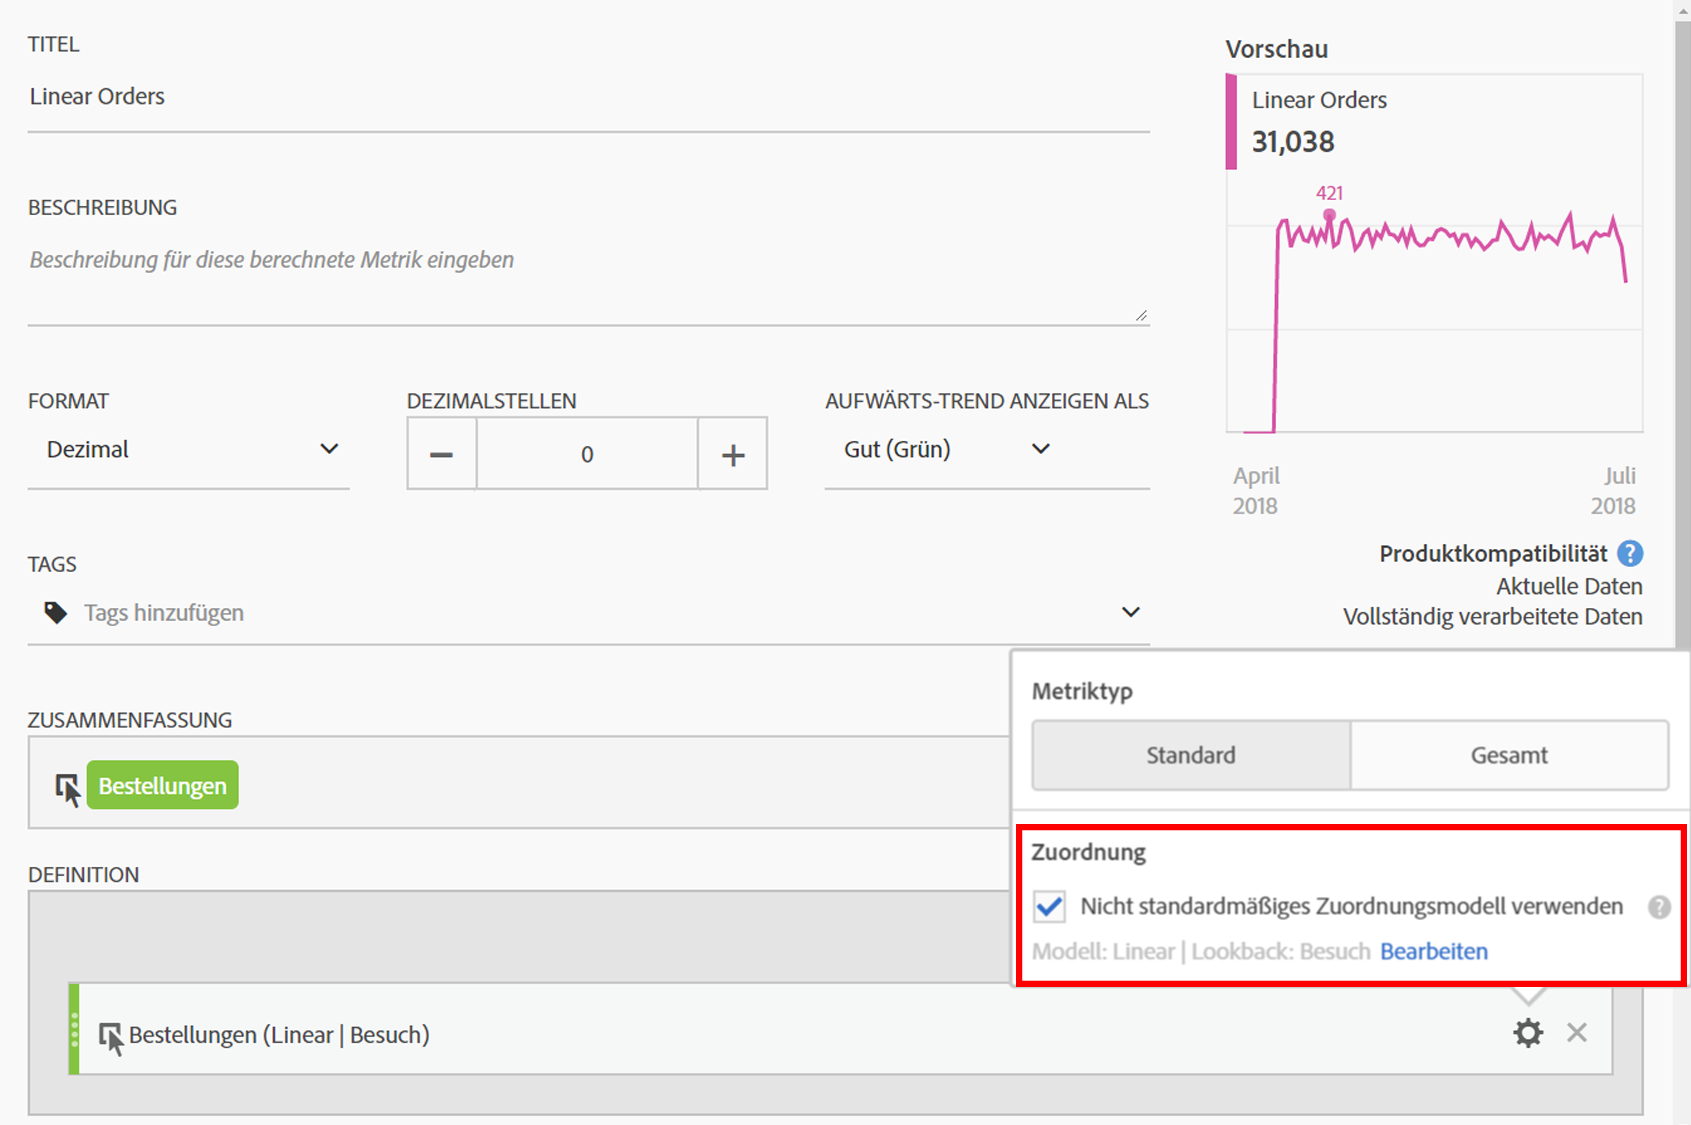 TITEL
Linear Orders
BESCHREIBUNG
Beschreibung für diese berechnete Metrik eingeben
FORMAT
Dezimal
DEZIMALSTELLEN
0
AUFWÄRTS-TREND ANZEIGEN ALS
Gut (Grün)
TAGS
Tags hinzufügen
Vorschau
Linear Orders
31,038
421
April
2018
Juli
2018
Produktkompatibilität ?
Aktuelle Daten
Vollständig verarbeitete Daten
ZUSAMMENFASSUNG
Bestellungen
Metriktyp
Standard
Gesamt
Zuordnung
Nicht standardmäßiges Zuordnungsmodell verwenden ?
Modell: Linear | Lookback: Besuch Bearbeiten
DEFINITION
Bestellungen (Linear | Besuch)